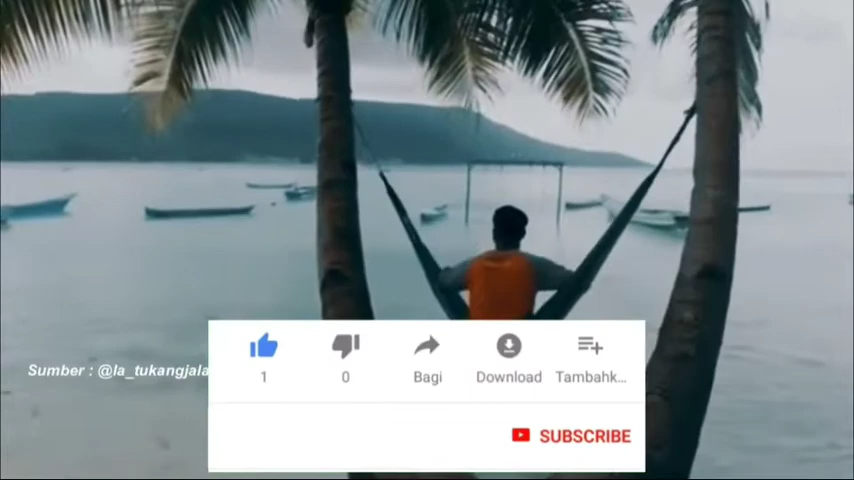 Sumber : @la_tukangjala
1
0
Bagi
Download
Tambahk...
SUBSCRIBE